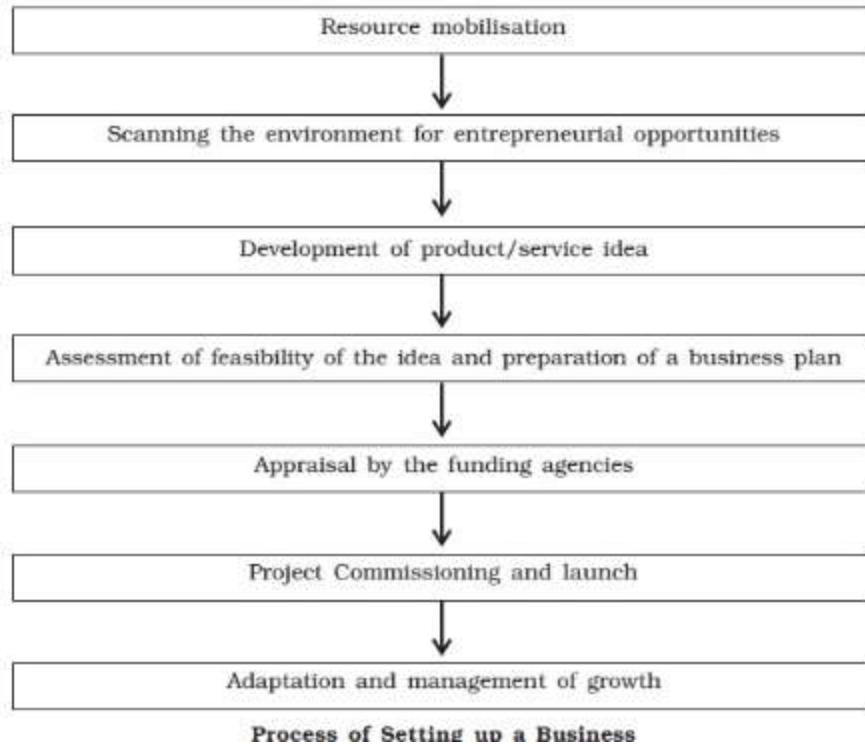 Resource mobilisation
Scanning the environment for entrepreneurial opportunities
Development of product/service idea
Assessment of feasibility of the idea and preparation of a business plan
Appraisal by the funding agencies
Project Commissioning and launch
Adaptation and management of growth
Process of Setting up a Business